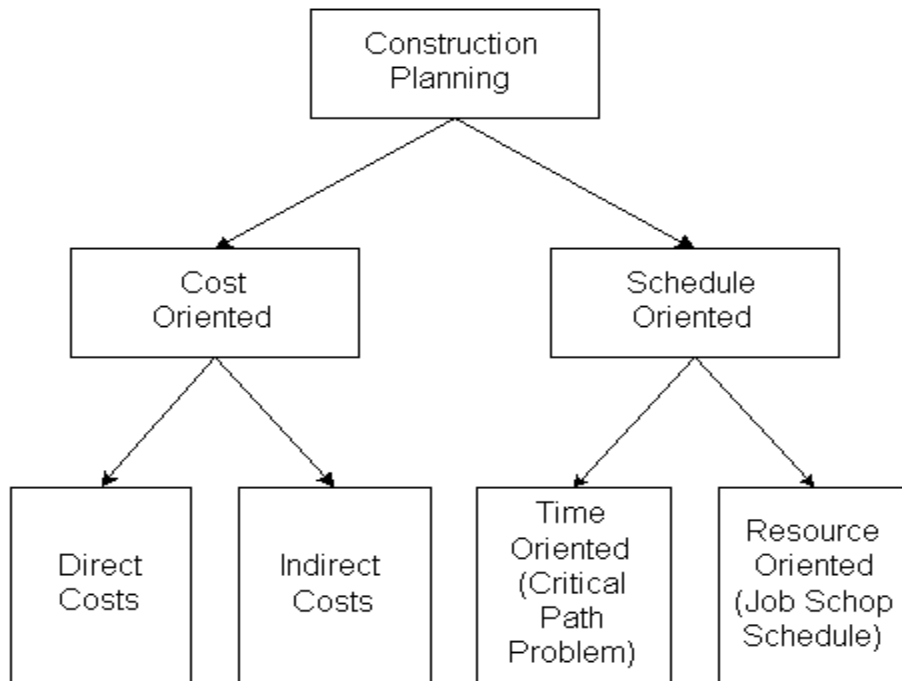 Construction
Planning
Cost
Oriented
Schedule
Oriented
Direct
Costs
Indirect
Costs
Time
Oriented
(Critical
Path
Problem)
Resource
Oriented
(Job Schop
Schedule)